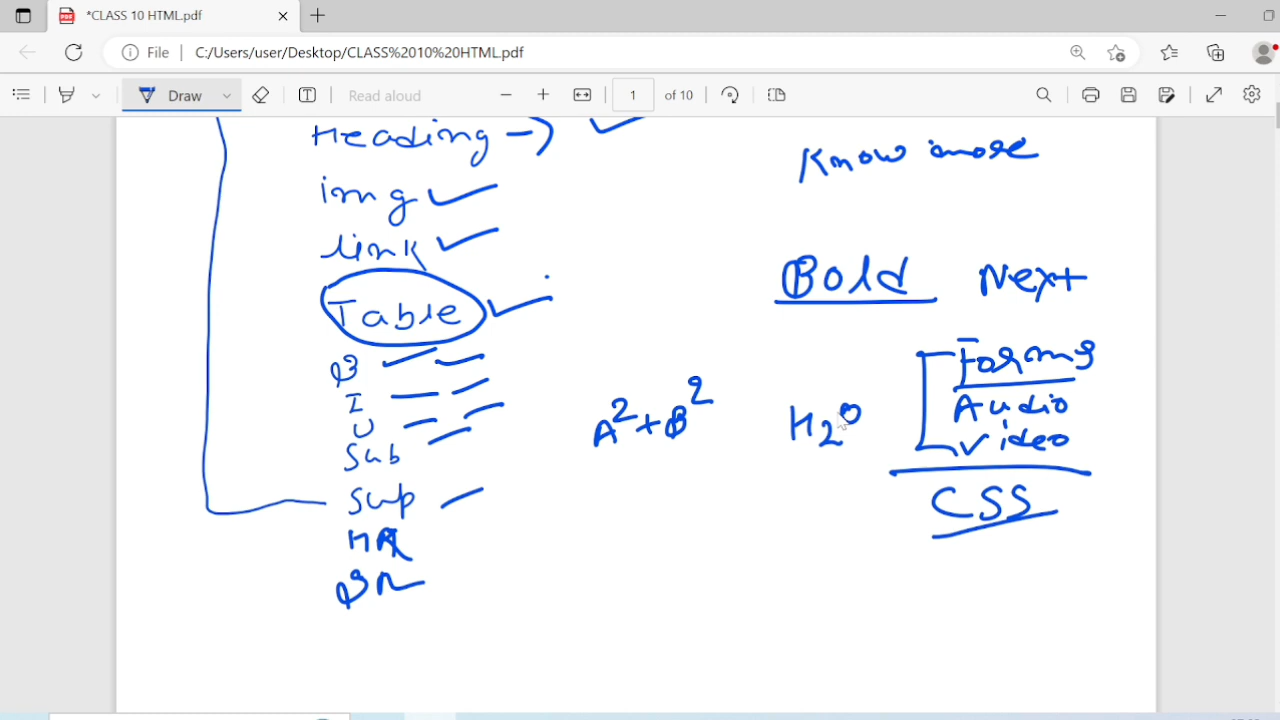 *CLASS 10 HTML.pdf
File | C:/Users/user/Desktop/CLASS%2010%20HTML.pdf
Draw
Read aloud
1 of 10
Heading →
Know more
img
link
Bold Next
Table
Forms
B
I
Audio
U
A²+B²
H₂O
Video
Sub
Sup
CSS
HR
BR